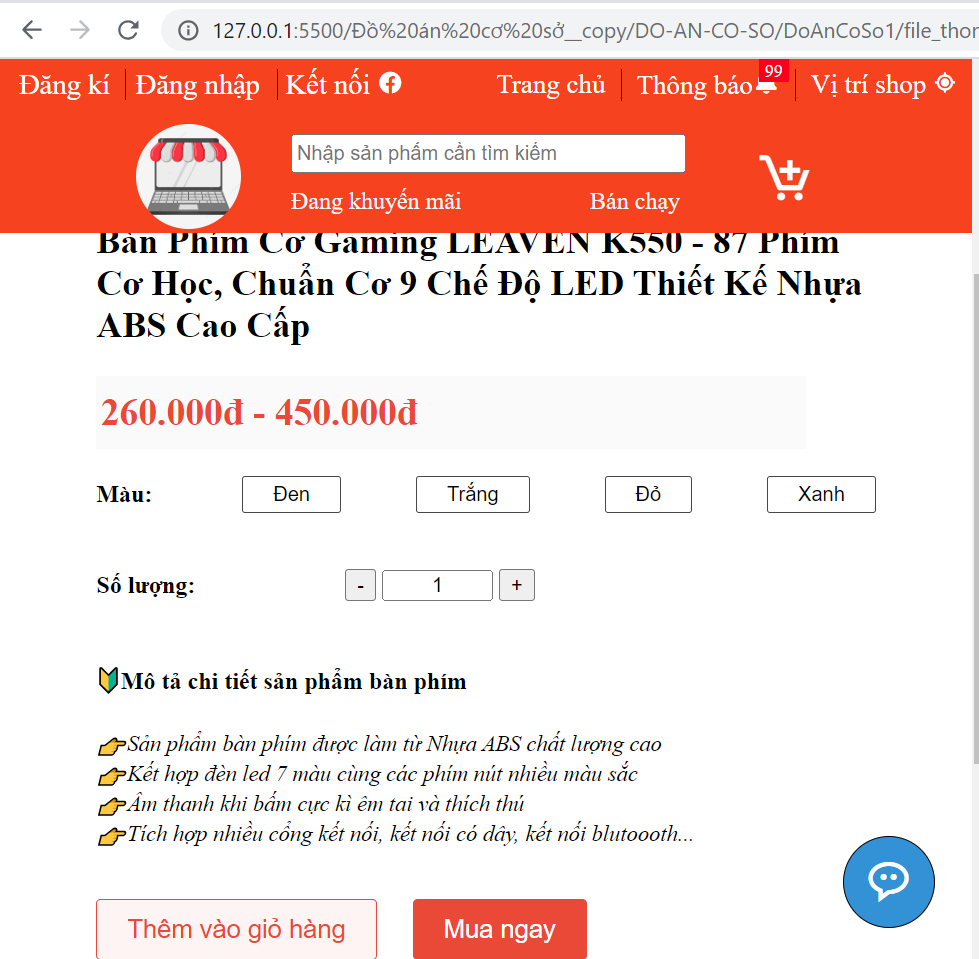 127.0.0.1:5500/Đồ%20án%20cơ%20sở__copy/DO-AN-CO-SO/DoAnCoSo1/file_thon
Đăng kí Đăng nhập Kết nối Trang chủ Thông báo 99 Vị trí shop
Nhập sản phẩm cần tìm kiếm
Đang khuyến mãi Bán chạy
Bàn Phím Cơ Gaming LEAVEN K550 - 87 Phím
Cơ Học, Chuẩn Cơ 9 Chế Độ LED Thiết Kế Nhựa
ABS Cao Cấp
260.000đ - 450.000đ
Màu: Đen Trắng Đỏ Xanh
Số lượng: - 1 +
🔰Mô tả chi tiết sản phẩm bàn phím
👉Sản phẩm bàn phím được làm từ Nhựa ABS chất lượng cao
👉Kết hợp đèn led 7 màu cùng các phím nút nhiều màu sắc
👉Âm thanh khi bấm cực kì êm tai và thích thú
👉Tích hợp nhiều cổng kết nối, kết nối có dây, kết nối blutoooth...
Thêm vào giỏ hàng Mua ngay